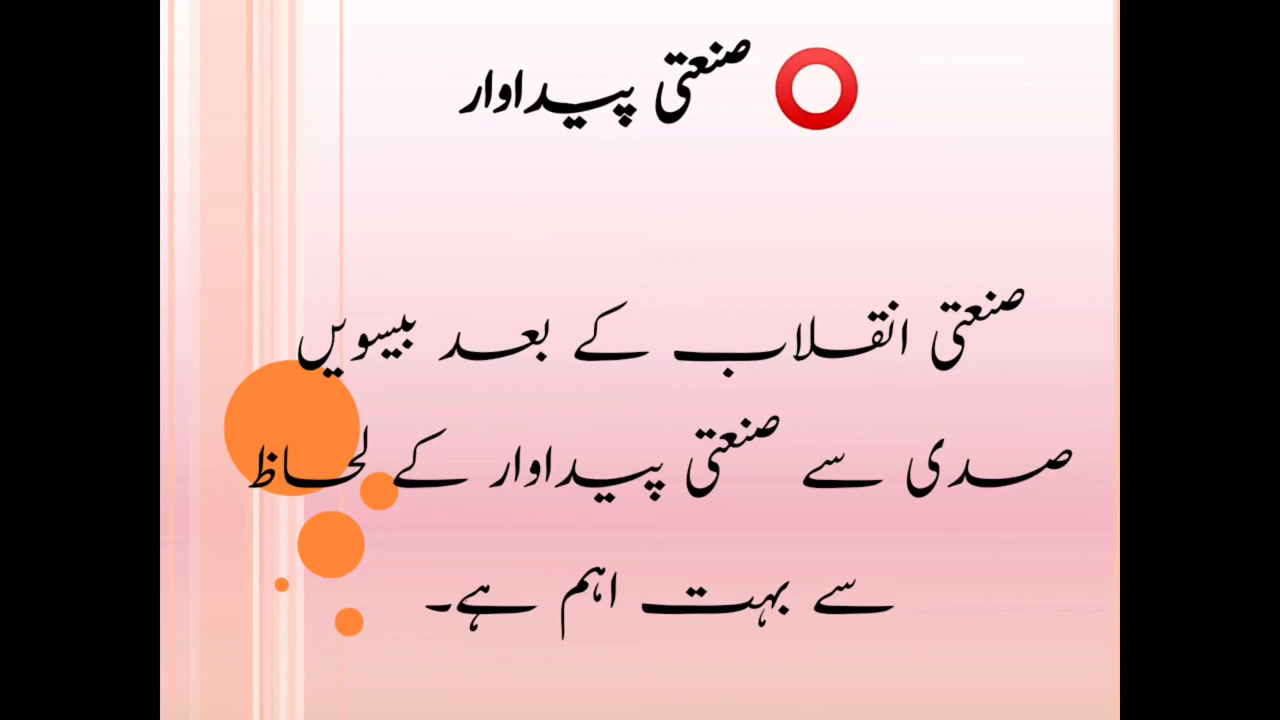 صنعتی پیداوار
صنعتی انقلاب کے بعد بیسویں
صدی سے صنعتی پیداوار کے لحاظ
سے بہت اہم ہے۔